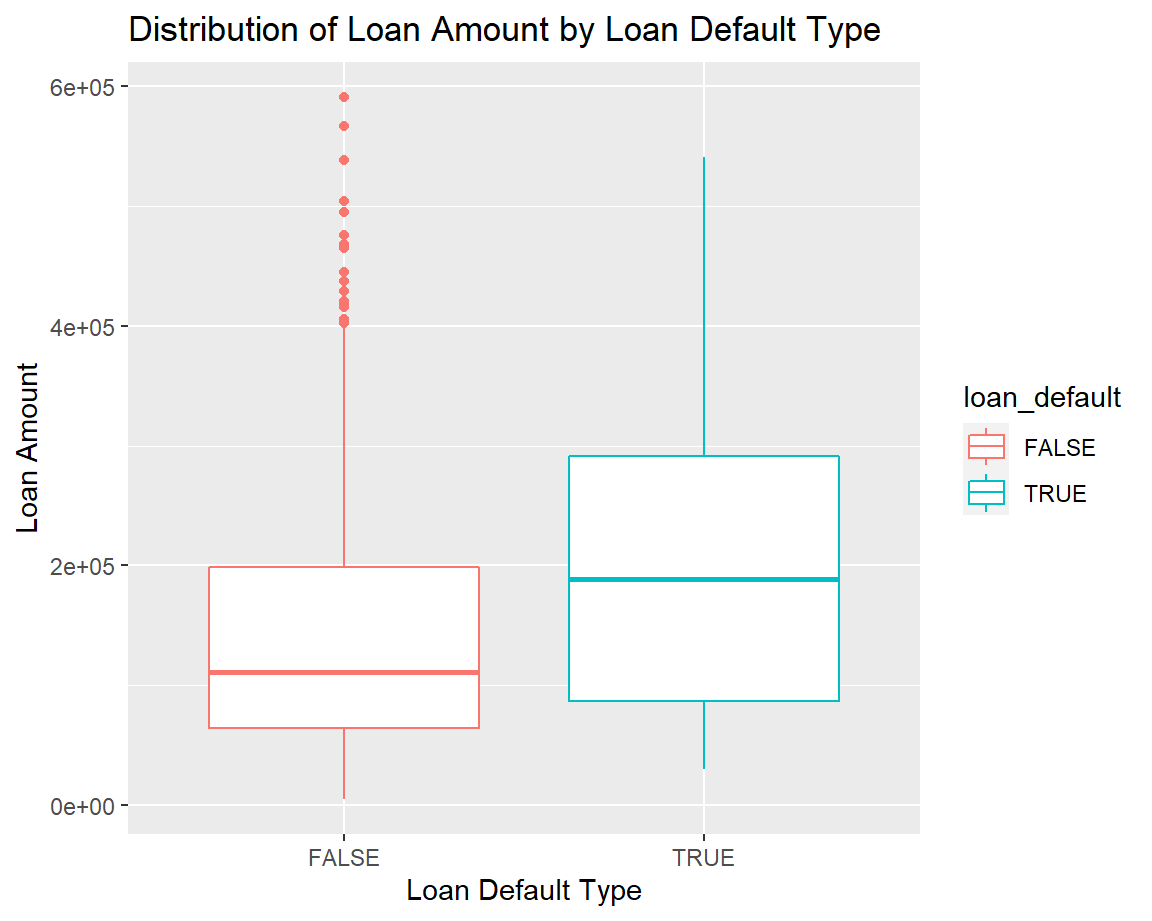 Distribution of Loan Amount by Loan Default Type
6e+05
4e+05
2e+05
0e+00
Loan Amount
FALSE
TRUE
Loan Default Type
loan_default
FALSE
TRUE